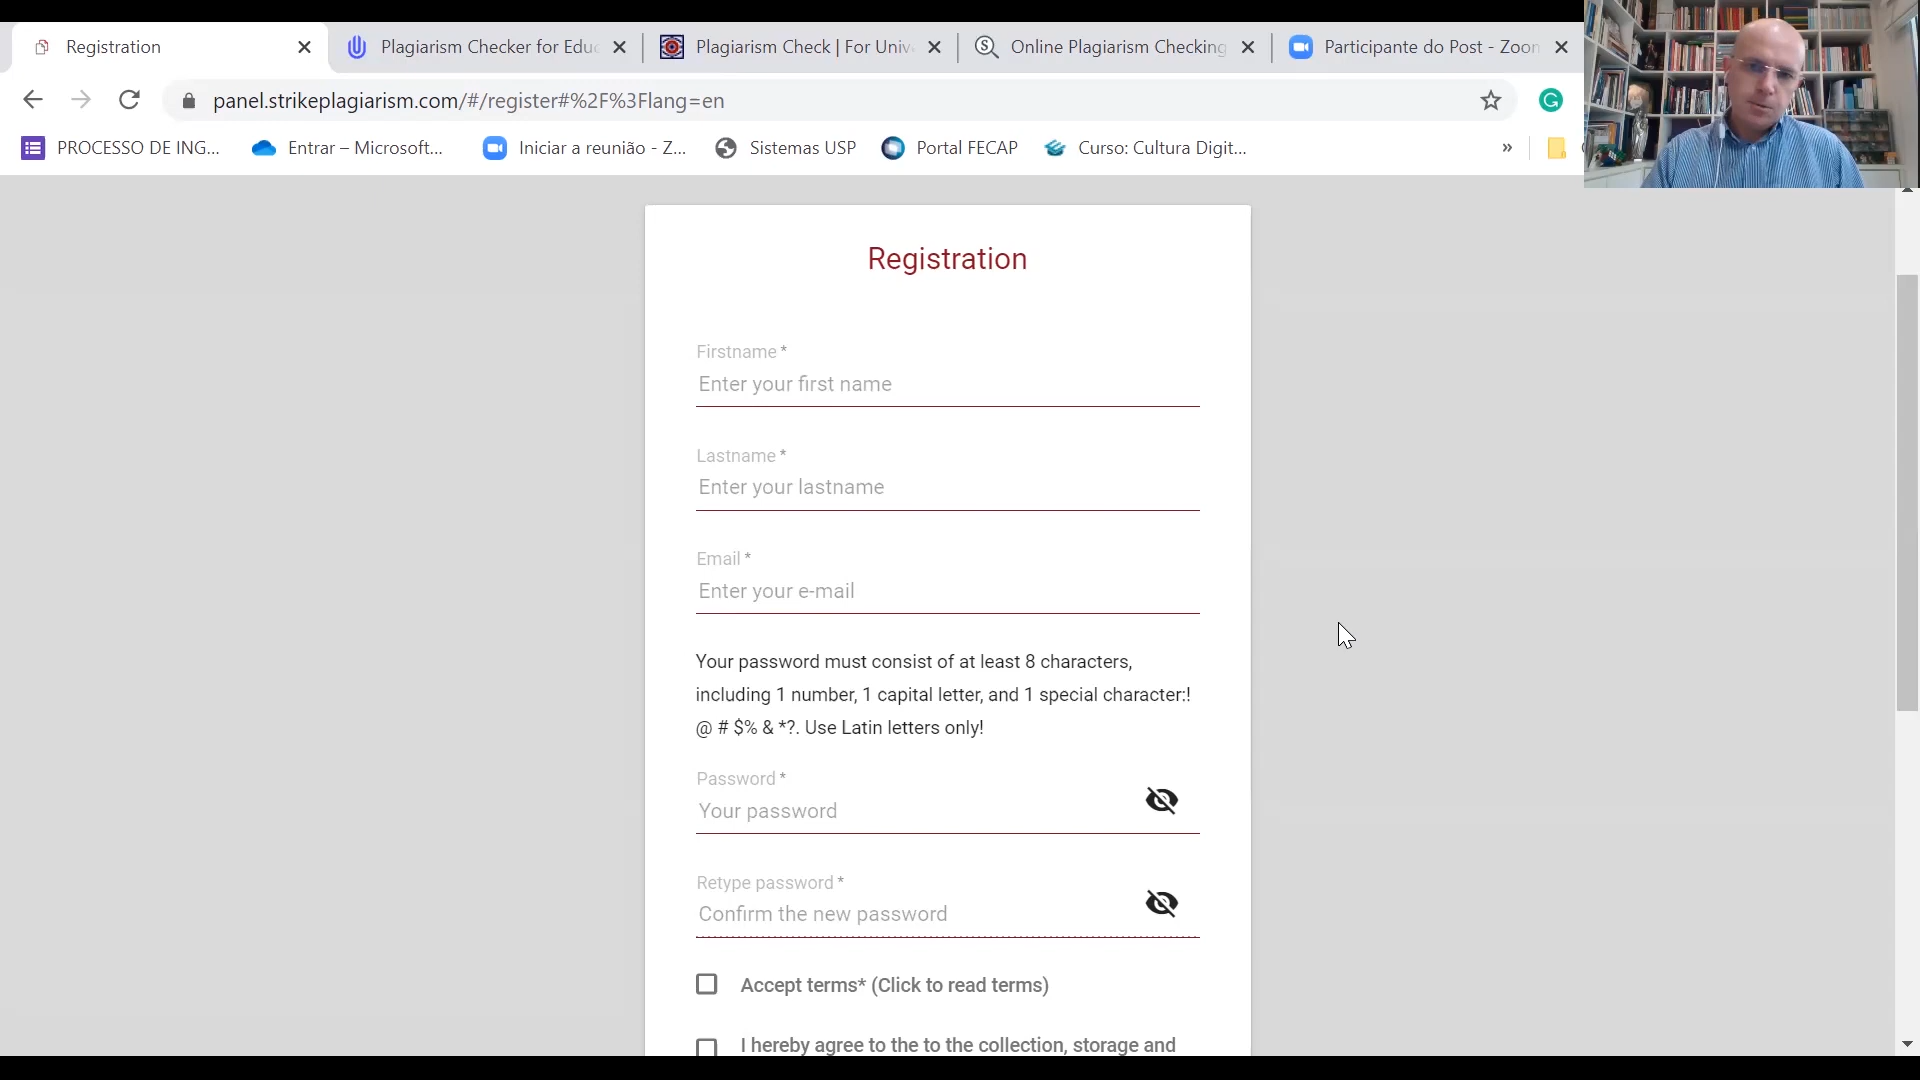 Registration
Plagiarism Checker for Educ
Plagiarism Check | For Unive
Online Plagiarism Checking
Participante do Post - Zoom
panel.strikeplagiarism.com/#/register#%2F%3Flang=en
PROCESSO DE ING...
Entrar – Microsoft...
Iniciar a reunião - Z...
Sistemas USP
Portal FECAP
Curso: Cultura Digit...
»
Registration
Firstname *
Enter your first name
Lastname *
Enter your lastname
Email *
Enter your e-mail
Your password must consist of at least 8 characters,
including 1 number, 1 capital letter, and 1 special character:!
@ # $% & *?. Use Latin letters only!
Password *
Your password
Retype password *
Confirm the new password
Accept terms* (Click to read terms)
I hereby agree to the to the collection, storage and